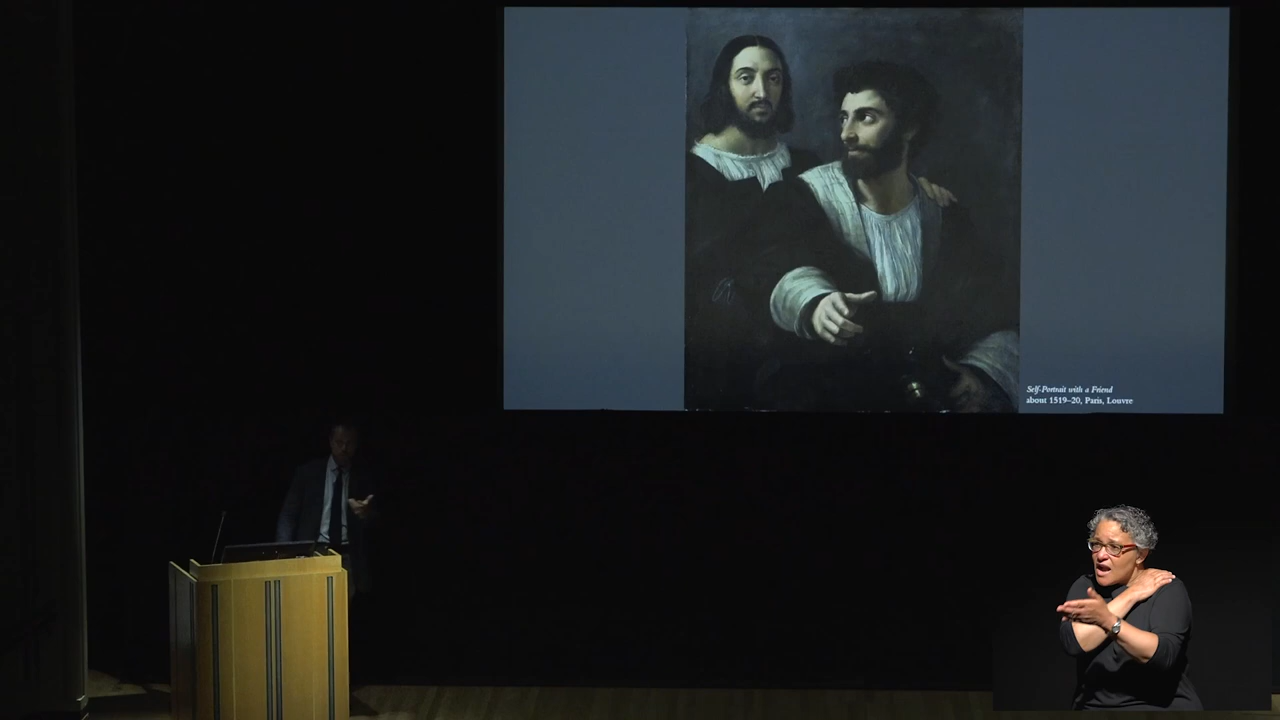 Self-Portrait with a Friend
about 1519–20, Paris, Louvre